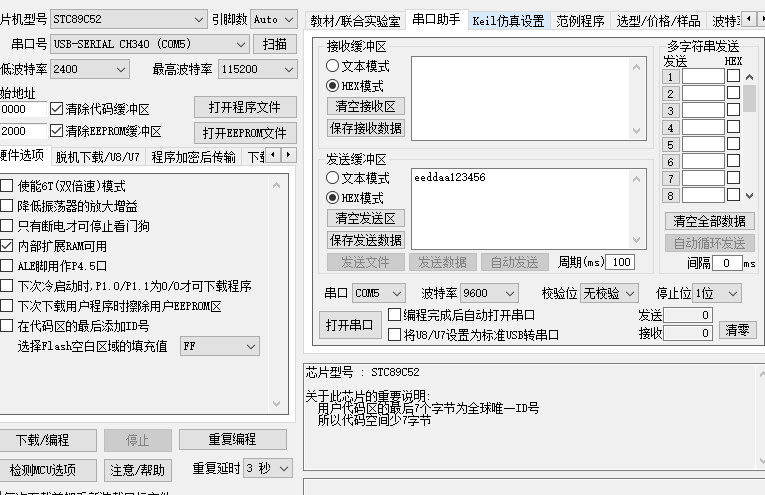 片机型号 STC89C52 引脚数 Auto
串口号 USB-SERIAL CH340 (COM5) 扫描
低波特率 2400 最高波特率 115200
始地址
0000 清除代码缓冲区 打开程序文件
2000 清除EEPROM缓冲区 打开EEPROM文件
硬件选项 脱机下载/U8/U7 程序加密后传输
使能6T(双倍速)模式
降低振荡器的放大增益
只有断电才可停止看门狗
内部扩展RAM可用
ALE脚用作P4.5口
下次冷启动时,P1.0/P1.1为0/0才可下载程序
下次下载用户程序时擦除用户EEPROM区
在代码区的最后添加ID号
选择Flash空白区域的填充值 FF
下载/编程 停止 重复编程
检测MCU选项 注意/帮助 重复延时 3 秒
教材/联合实验室 串口助手 Keil仿真设置 范例程序 选型/价格/样品 波特率
接收缓冲区
文本模式
HEX模式
清空接收区
保存接收数据
发送缓冲区
文本模式
HEX模式
清空发送区
保存发送数据
eeddaa123456
发送文件 发送数据 自动发送 周期(ms) 100
多字符串发送
发送 HEX
1
2
3
4
5
6
7
8
清空全部数据
自动循环发送
间隔 0 ms
串口 COM5 波特率 9600 校验位 无校验 停止位 1位
打开串口 编程完成后自动打开串口 发送 0
将U8/U7设置为标准USB转串口 接收 0 清零
芯片型号 : STC89C52
关于此芯片的重要说明:
用户代码区的最后7个字节为全球唯一ID号
所以代码空间少7字节